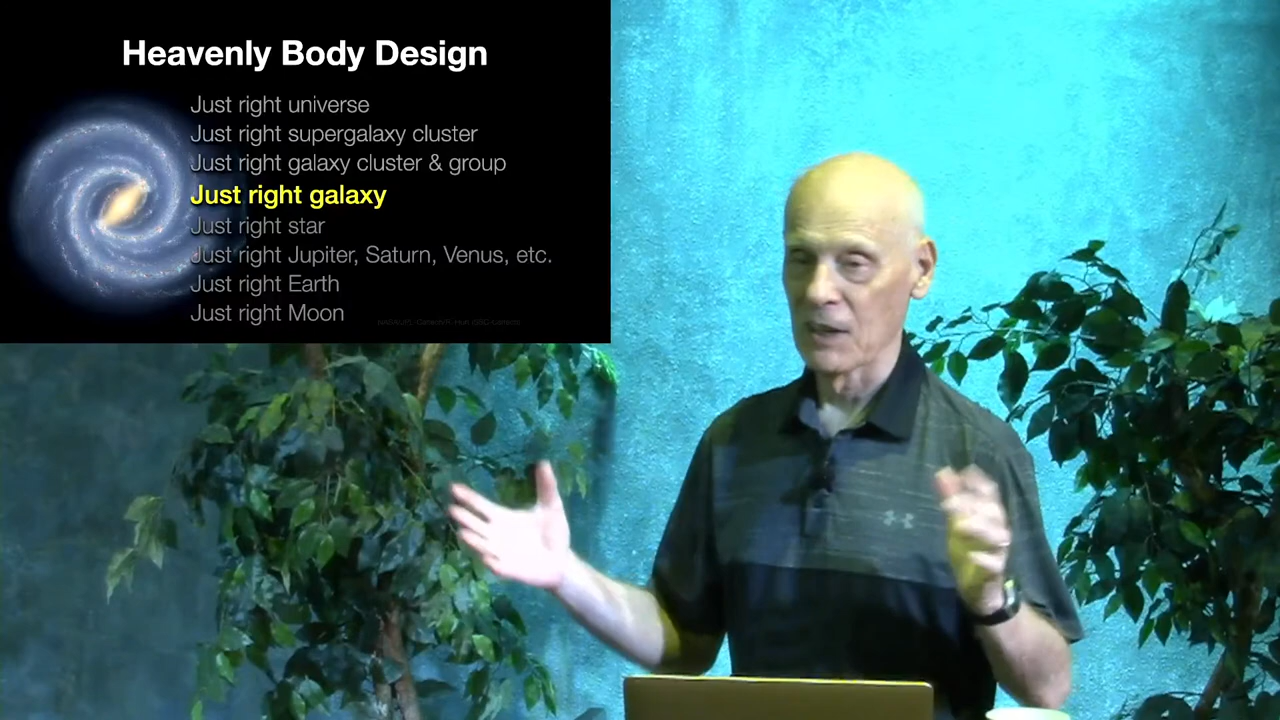 Heavenly Body Design
Just right universe
Just right supergalaxy cluster
Just right galaxy cluster & group
Just right galaxy
Just right star
Just right Jupiter, Saturn, Venus, etc.
Just right Earth
Just right Moon